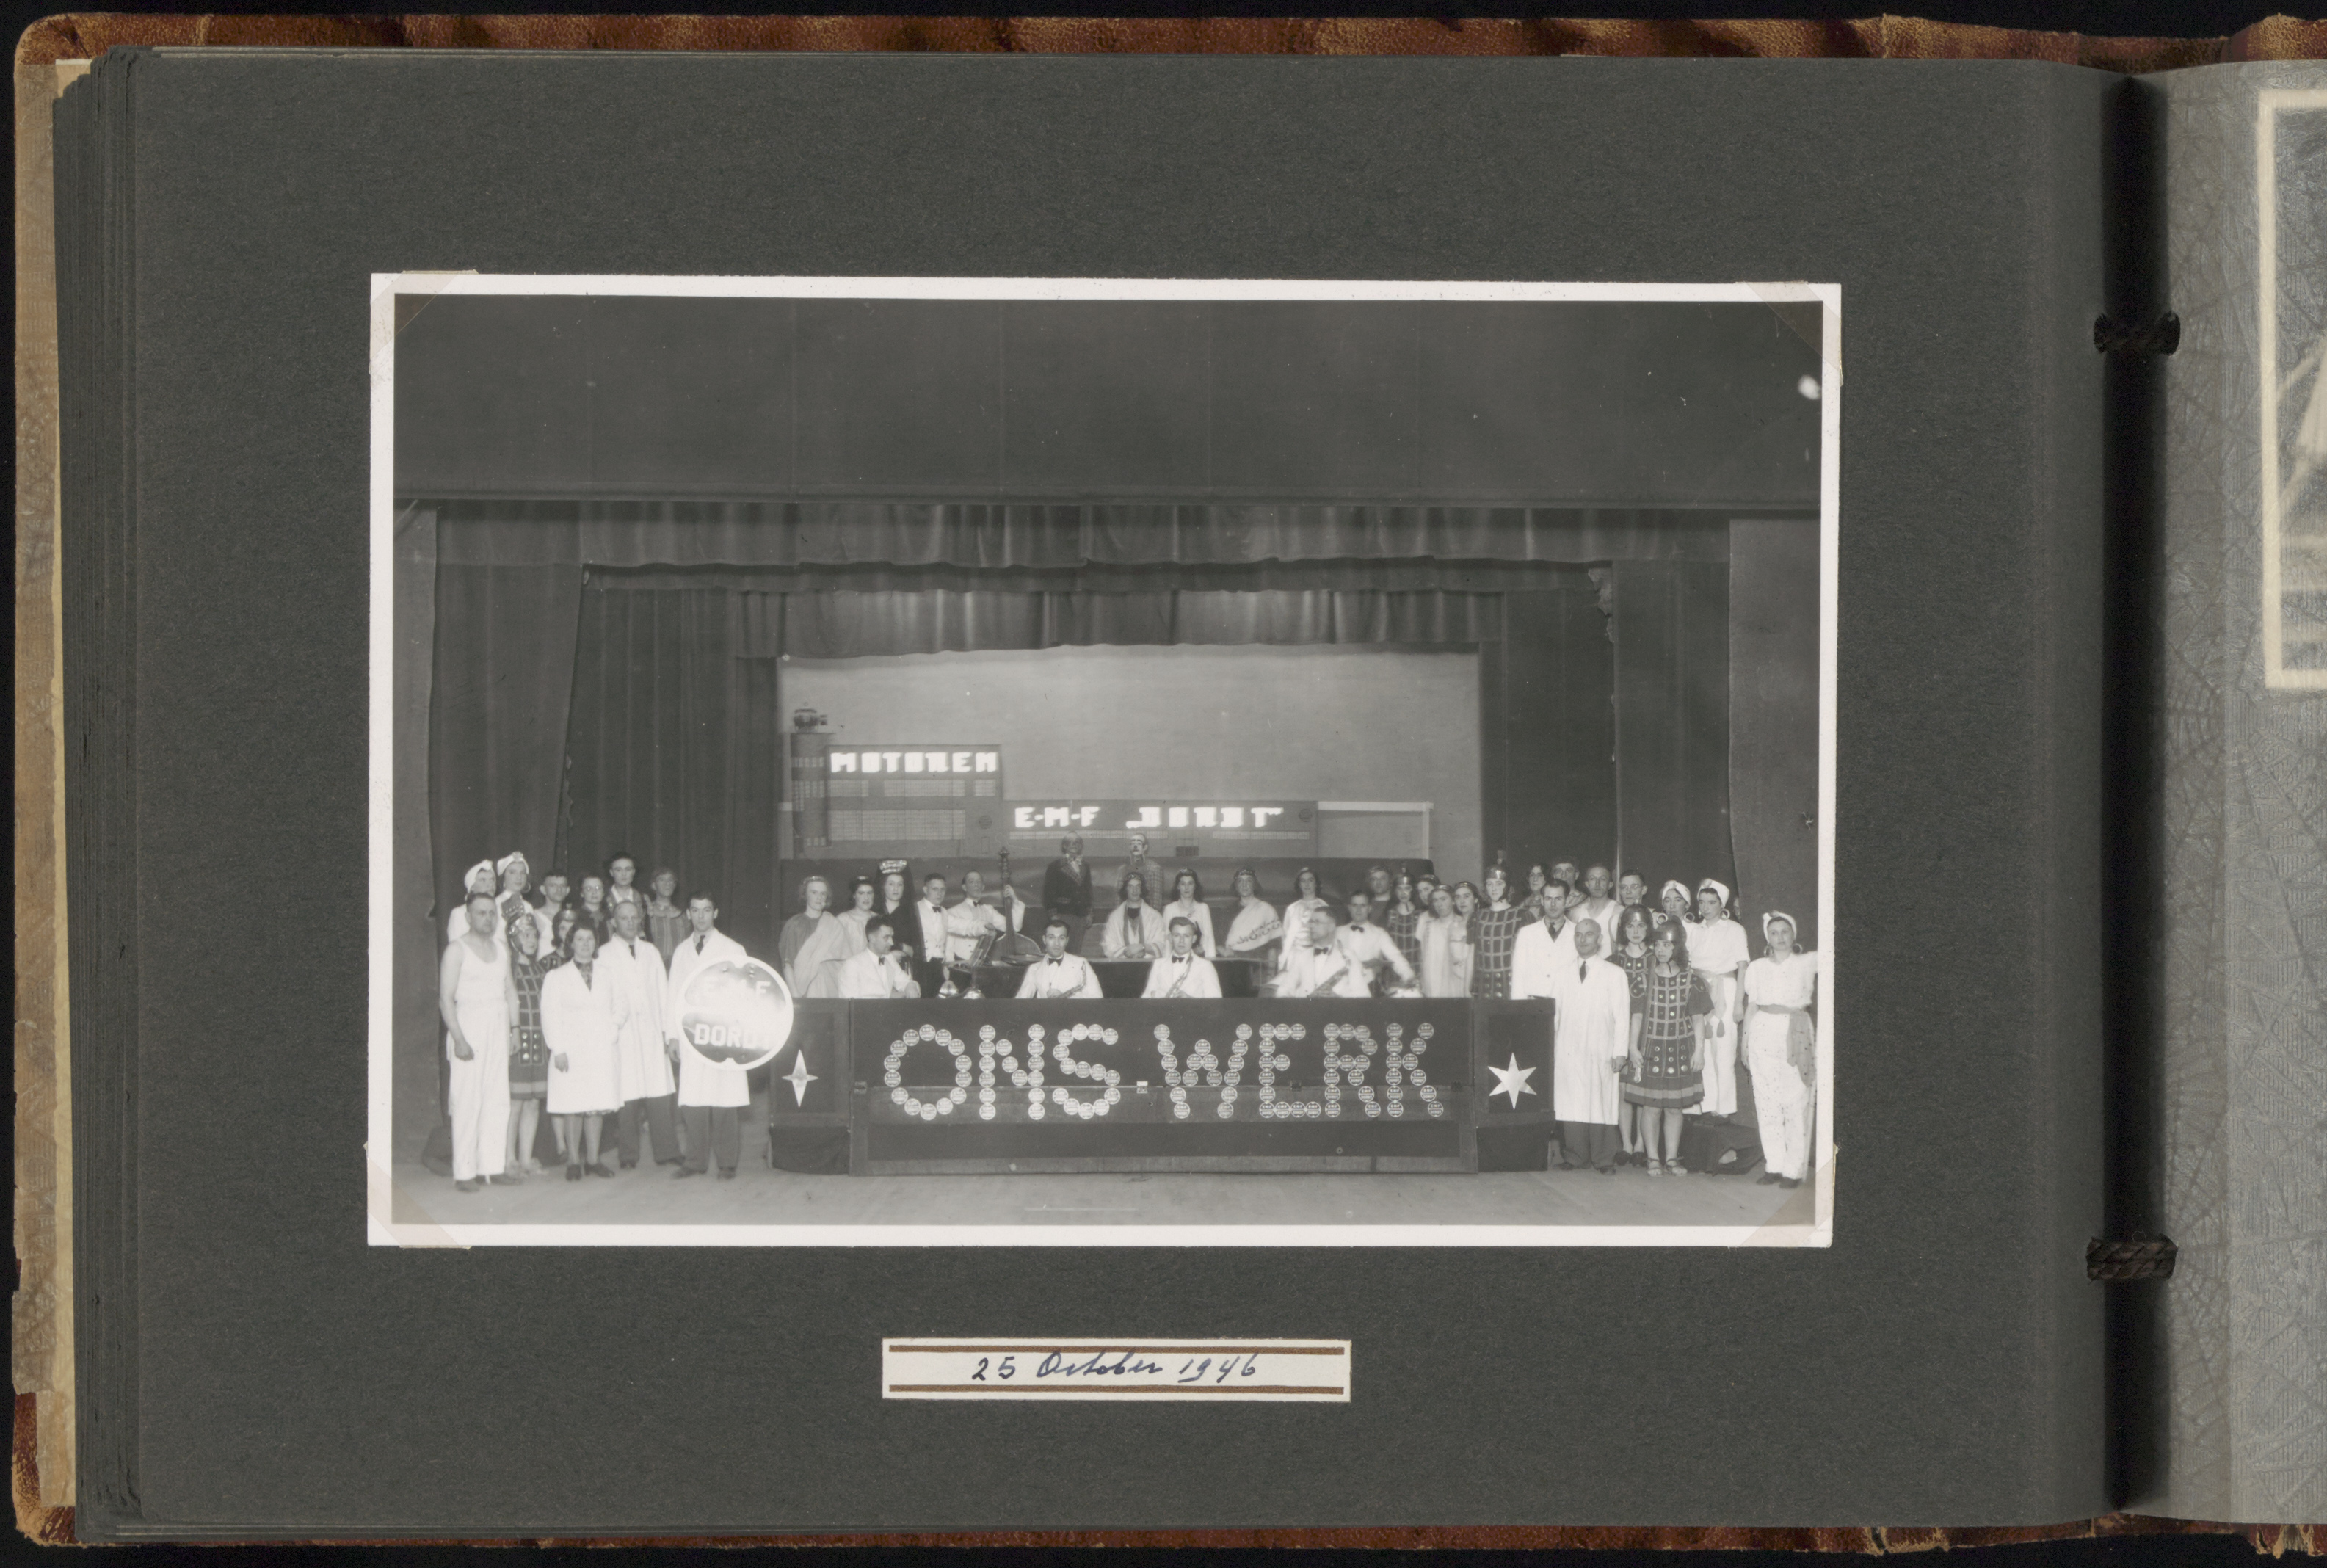 MOTOREN
E-M-F DORDT
E.M.F
DORDT
ONS WERK
25 October 1946